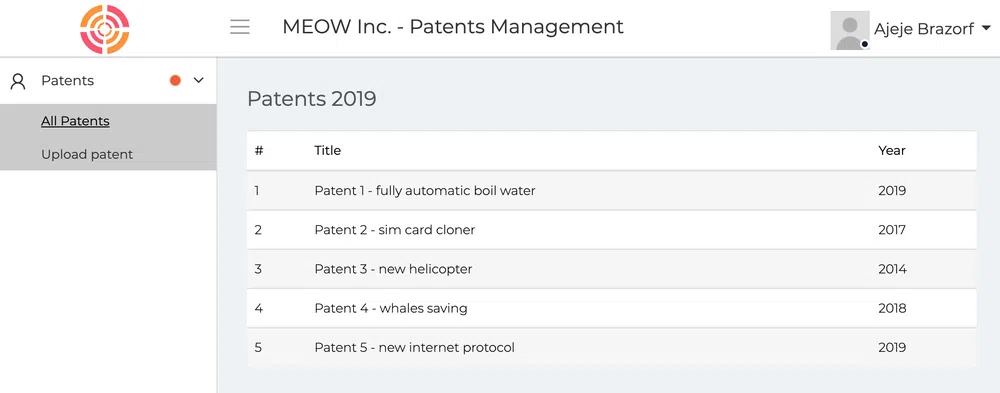 MEOW Inc. - Patents Management
Ajeje Brazorf
Patents
All Patents
Upload patent
Patents 2019
# Title Year
1 Patent 1 - fully automatic boil water 2019
2 Patent 2 - sim card cloner 2017
3 Patent 3 - new helicopter 2014
4 Patent 4 - whales saving 2018
5 Patent 5 - new internet protocol 2019